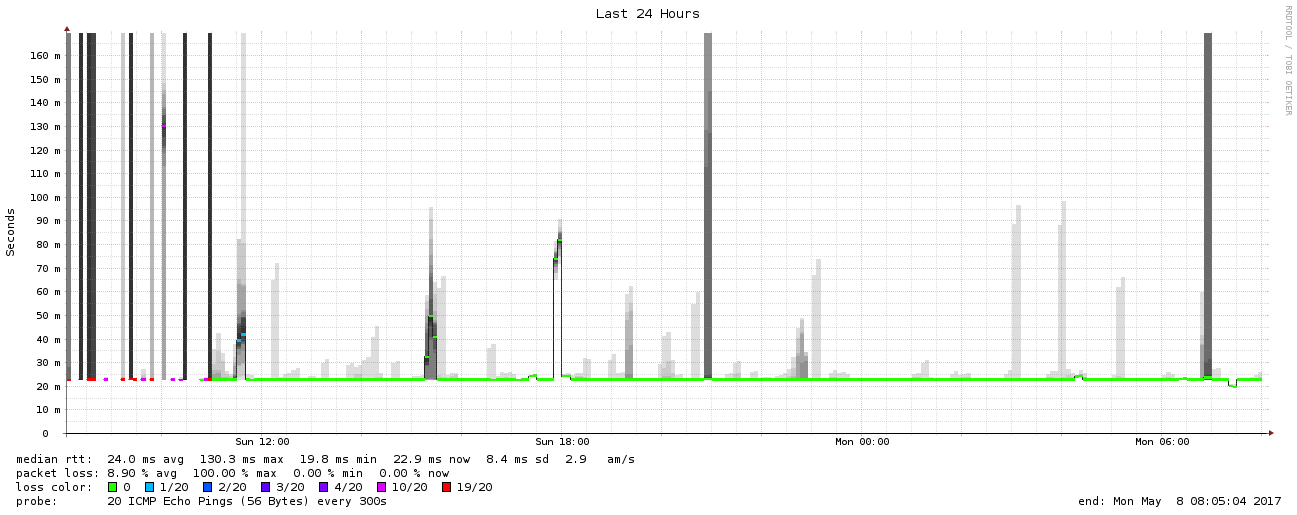 Last 24 Hours
RRDTOOL / TOBI OETIKER
Seconds
160 m
150 m
140 m
130 m
120 m
110 m
100 m
90 m
80 m
70 m
60 m
50 m
40 m
30 m
20 m
10 m
0
Sun 12:00 Sun 18:00 Mon 00:00 Mon 06:00
median rtt: 24.0 ms avg 130.3 ms max 19.8 ms min 22.9 ms now 8.4 ms sd 2.9 am/s
packet loss: 8.90 % avg 100.00 % max 0.00 % min 0.00 % now
loss color: 0 1/20 2/20 3/20 4/20 10/20 19/20
probe: 20 ICMP Echo Pings (56 Bytes) every 300s end: Mon May 8 08:05:04 2017